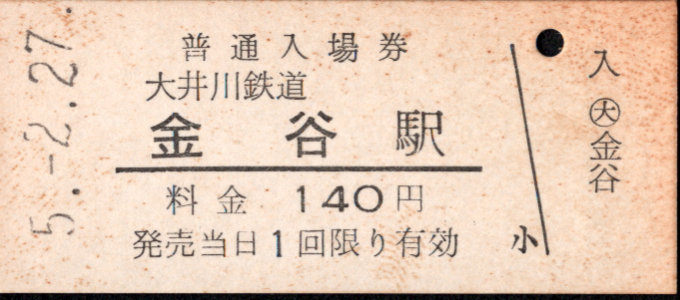 5.-2.27.
普通入場券
大井川鉄道
金谷駅
料金 140円
発売当日1回限り有効
小
入
㊛金谷